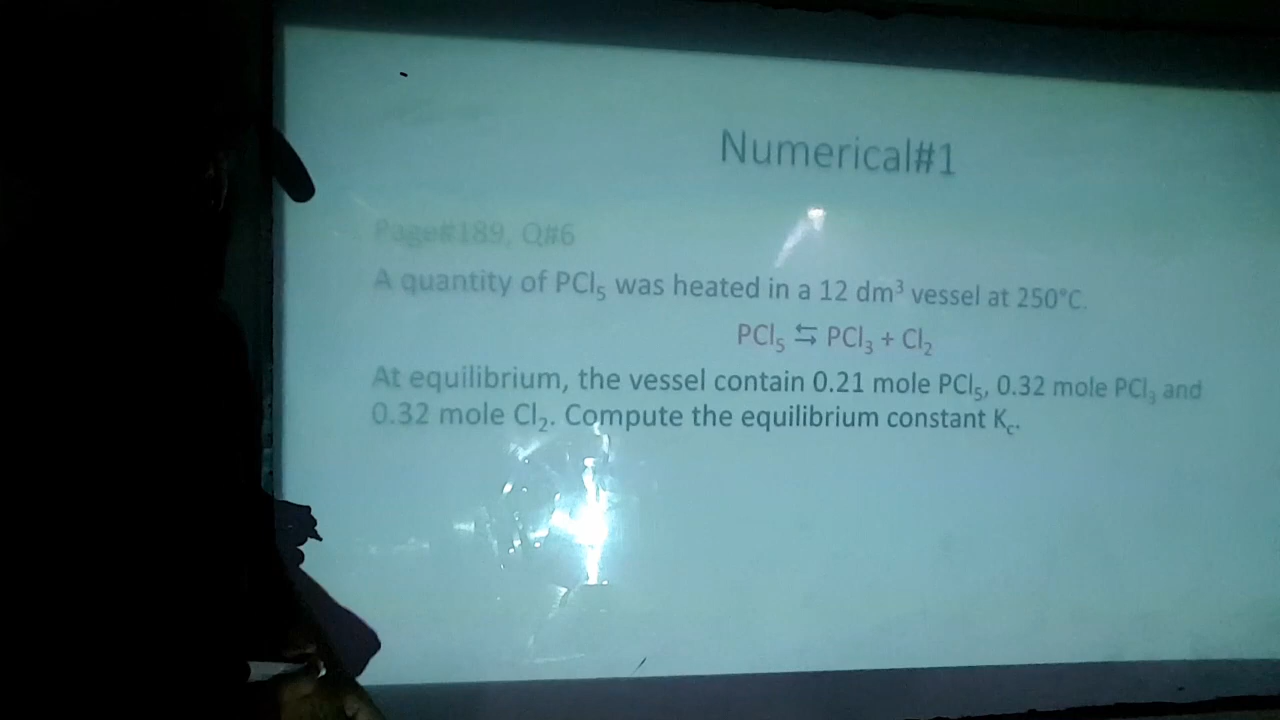 Numerical#1
Page#189, Q#6
A quantity of PCl₅ was heated in a 12 dm³ vessel at 250°C.
PCl₅ ⇆ PCl₃ + Cl₂
At equilibrium, the vessel contain 0.21 mole PCl₅, 0.32 mole PCl₃ and
0.32 mole Cl₂. Compute the equilibrium constant K꜀.